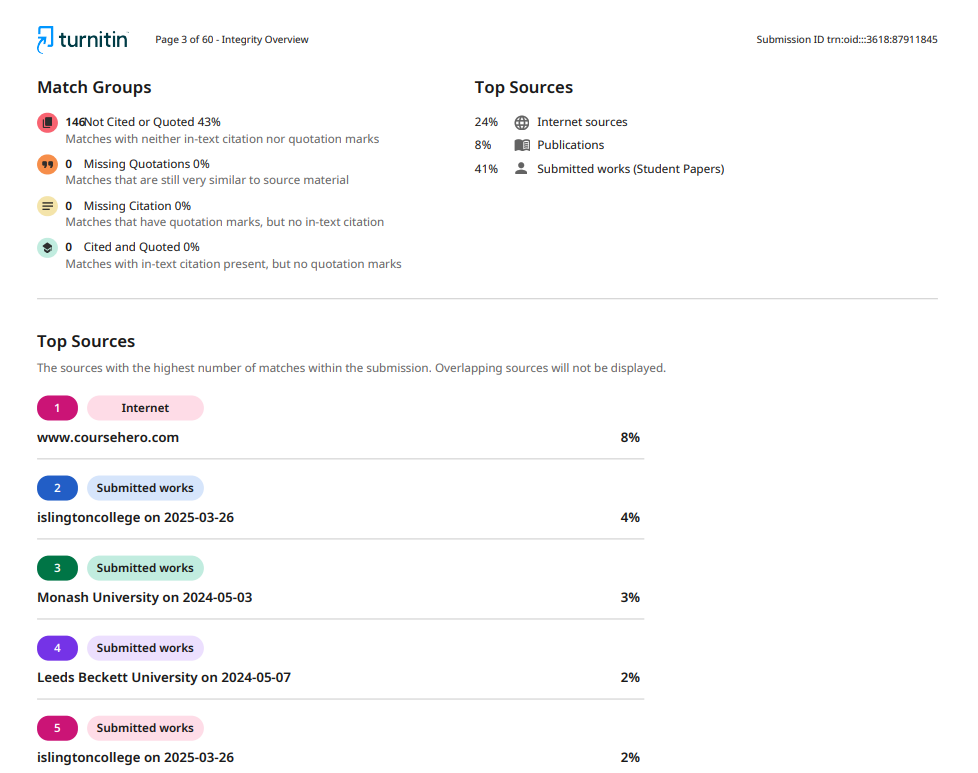 turnitin Page 3 of 60 - Integrity Overview Submission ID trn:oid:::3618:87911845
Match Groups
146Not Cited or Quoted 43%
Matches with neither in-text citation nor quotation marks
0 Missing Quotations 0%
Matches that are still very similar to source material
0 Missing Citation 0%
Matches that have quotation marks, but no in-text citation
0 Cited and Quoted 0%
Matches with in-text citation present, but no quotation marks
Top Sources
24% Internet sources
8% Publications
41% Submitted works (Student Papers)
Top Sources
The sources with the highest number of matches within the submission. Overlapping sources will not be displayed.
1 Internet
www.coursehero.com 8%
2 Submitted works
islingtoncollege on 2025-03-26 4%
3 Submitted works
Monash University on 2024-05-03 3%
4 Submitted works
Leeds Beckett University on 2024-05-07 2%
5 Submitted works
islingtoncollege on 2025-03-26 2%